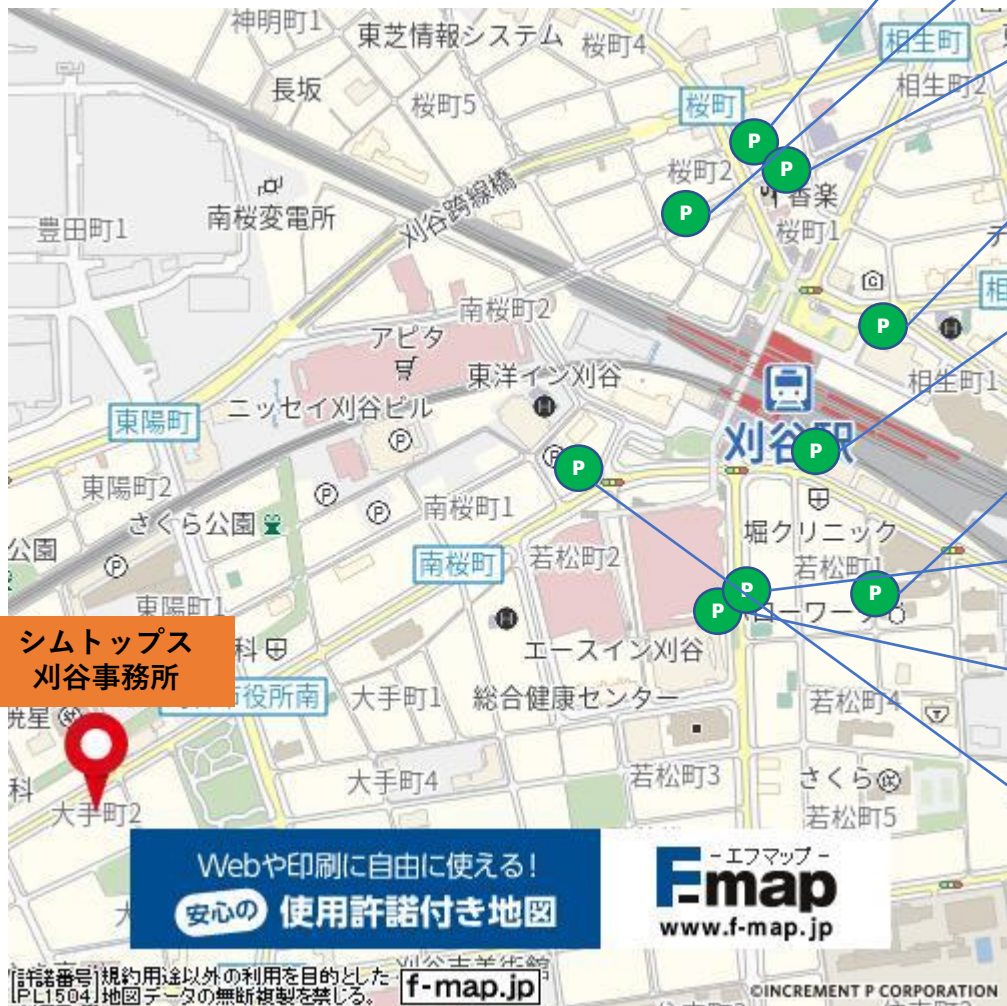 神明町1
東芝情報システム
桜町4
相生町
長坂
桜町5
桜町
相生町2
P
桜町2
P
南桜変電所
刈谷跨線橋
P
香楽
豊田町1
桜町1
G
南桜町2
P
H
アピタ
東洋イン刈谷
相生町1
ニッセイ刈谷ビル
H
東陽町
P
刈谷駅
P
P
P
東陽町2
P
南桜町1
さくら公園
P
堀クリニック
公園
南桜町
若松町2
若松町1
P
東陽町1
P
P
P
ローワー
シムトップス
刈谷事務所
科
H
エースイン刈谷
市役所南
大手町1
総合健康センター
若松町4
大手町4
若松町3
さくら
大手町2
科
若松町5
Webや印刷に自由に使える!
安心の 使用許諾付き地図
-エフマップ-
F-map
www.f-map.jp
許諾番号 規約用途以外の利用を目的とした
PL1504 地図データの無断複製を禁じる。
f-map.jp
©INCREMENT P CORPORATION